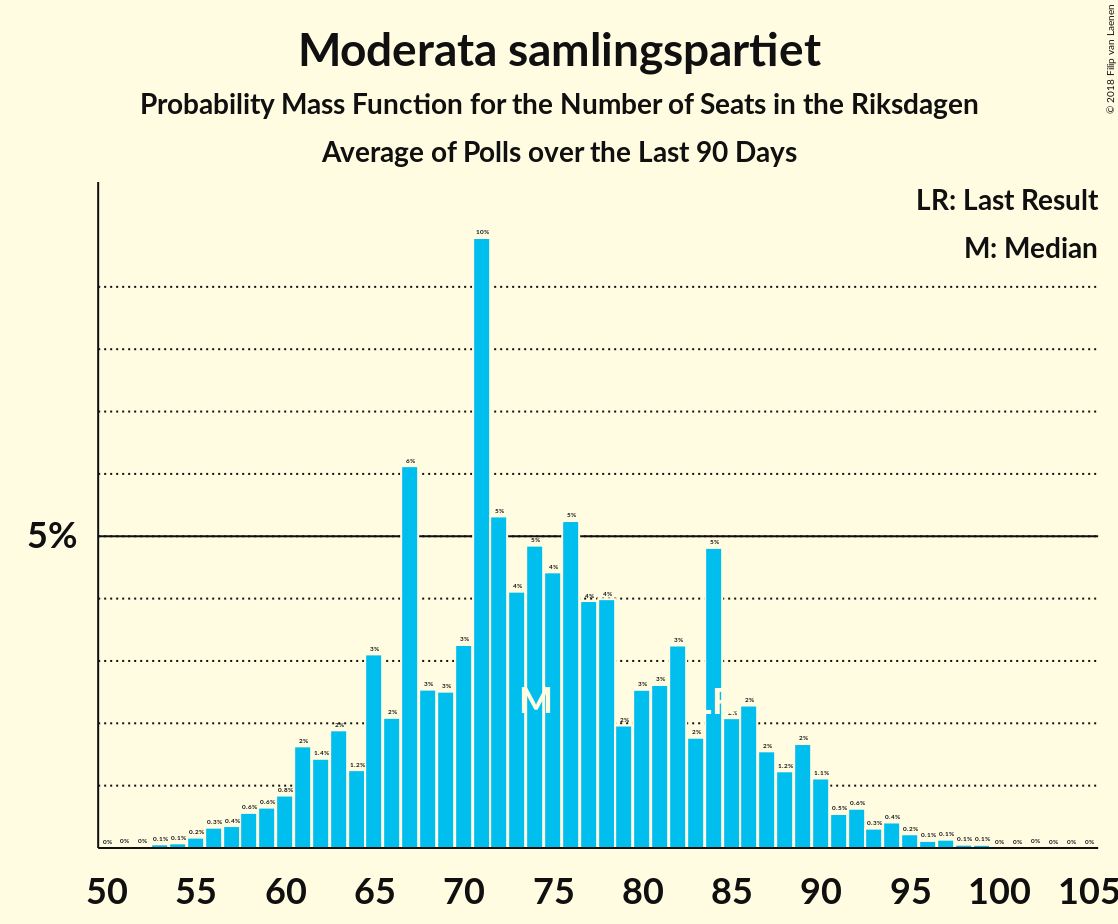 Moderata samlingspartiet
Probability Mass Function for the Number of Seats in the Riksdagen
Average of Polls over the Last 90 Days
© 2018 Filip van Laenen
LR: Last Result
M: Median
5%
0% 0% 0% 0.1% 0.1% 0.2% 0.3% 0.4% 0.6% 0.6% 0.8% 2% 1.4% 2% 1.2% 3% 2% 6% 3% 3% 3% 10% 5% 4% 5% 4% 5% 4% 4% 2% 3% 3% 3% 2% 5% 2% 2% 2% 1.2% 2% 1.1% 0.5% 0.6% 0.3% 0.4% 0.2% 0.1% 0.1% 0.1% 0.1% 0% 0% 0% 0% 0% 0%
M LR
50 55 60 65 70 75 80 85 90 95 100 105